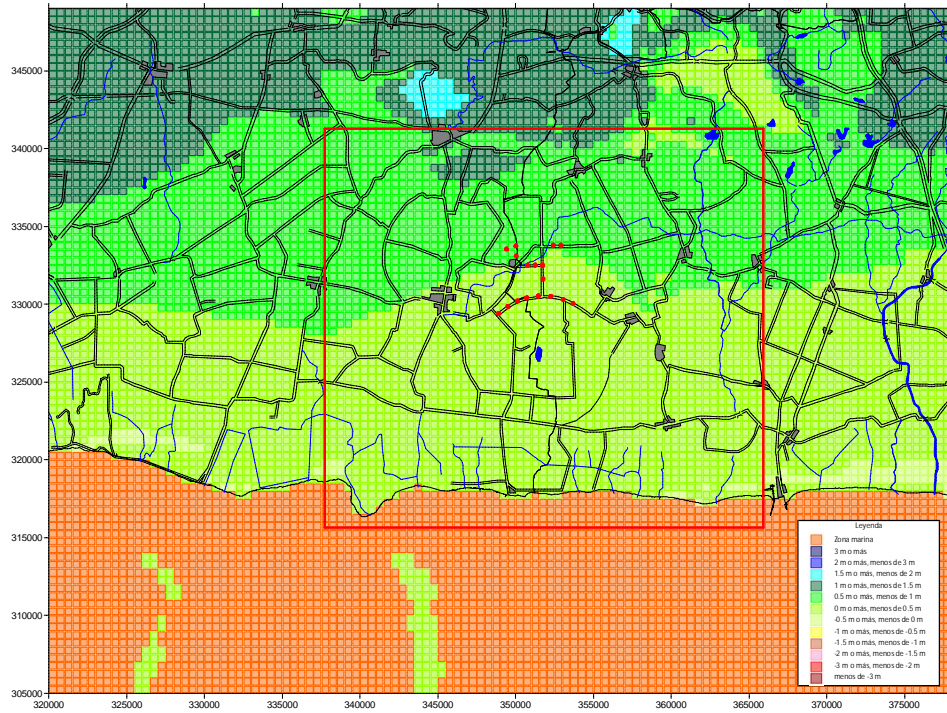 345000
340000
335000
330000
325000
320000
315000
310000
305000
320000 325000 330000 335000 340000 345000 350000 355000 360000 365000 370000 375000
Leyenda
Zona marina
3 m o más
2 m o más, menos de 3 m
1.5 m o más, menos de 2 m
1 m o más, menos de 1.5 m
0.5 m o más, menos de 1 m
0 m o más, menos de 0.5 m
-0.5 m o más, menos de 0 m
-1 m o más, menos de -0.5 m
-1.5 m o más, menos de -1 m
-2 m o más, menos de -1.5 m
-3 m o más, menos de -2 m
menos de -3 m